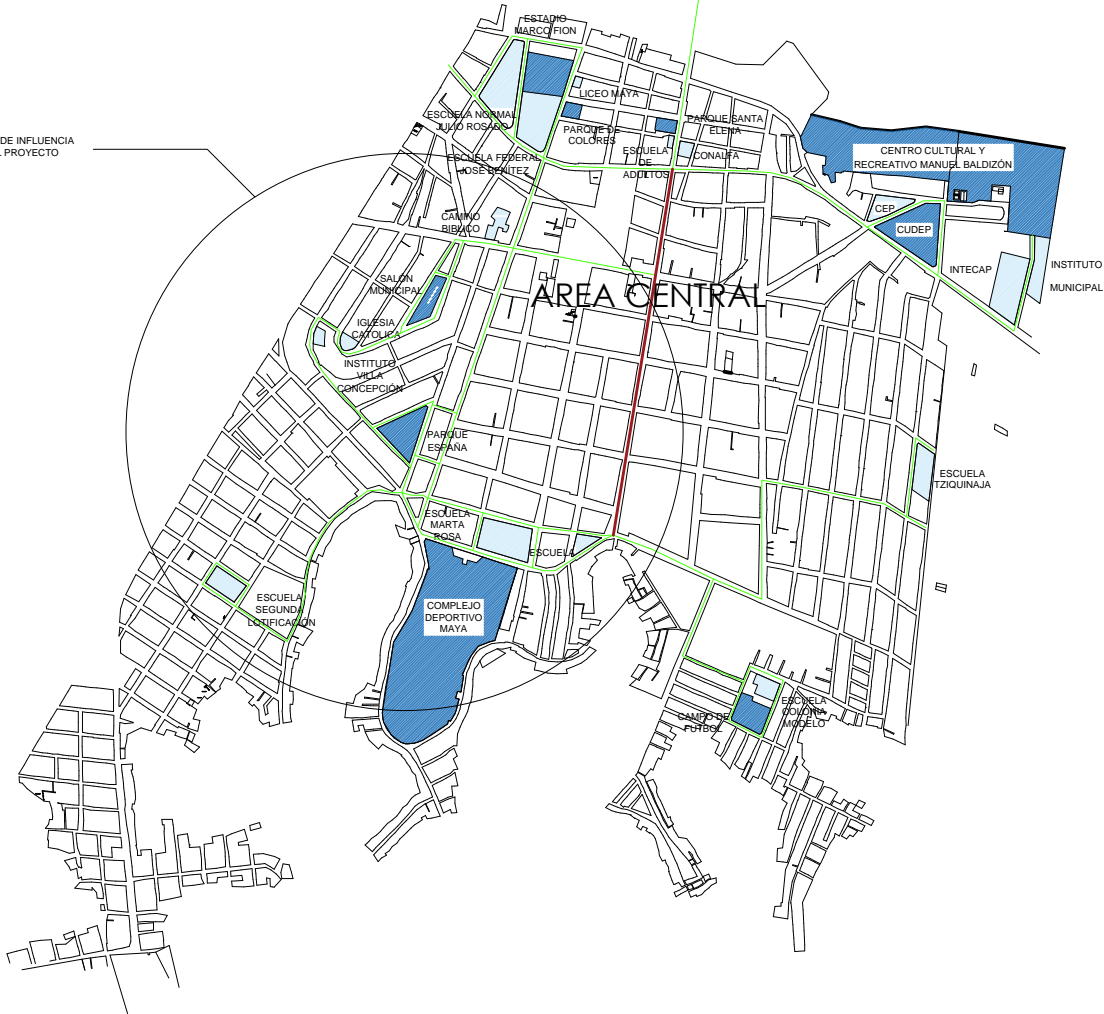 ESTADIO
MARCO FION
LICEO MAYA
ESCUELA NORMAL
JULIO ROSADO
PARQUE DE
COLORES
PARQUE SANTA
ELENA
DE INFLUENCIA
PROYECTO
ESCUELA FEDERAL
JOSE BENITEZ
ESCUELA
DE
ADULTOS
CONALFA
CENTRO CULTURAL Y
RECREATIVO MANUEL BALDIZÓN
CAMINO
BIBLICO
CEP
CUDEP
INTECAP
INSTITUTO
MUNICIPAL
SALON
MUNICIPAL
AREA CENTRAL
IGLESIA
CATOLICA
INSTITUTO
VILLA
CONCEPCIÓN
PARQUE
ESPAÑA
ESCUELA
TZIQUINAJA
ESCUELA
MARTA
ROSA
ESCUELA
ESCUELA
SEGUNDA
LOTIFICACIÓN
COMPLEJO
DEPORTIVO
MAYA
CAMPO DE
FUTBOL
ESCUELA
COLONIA
MODELO